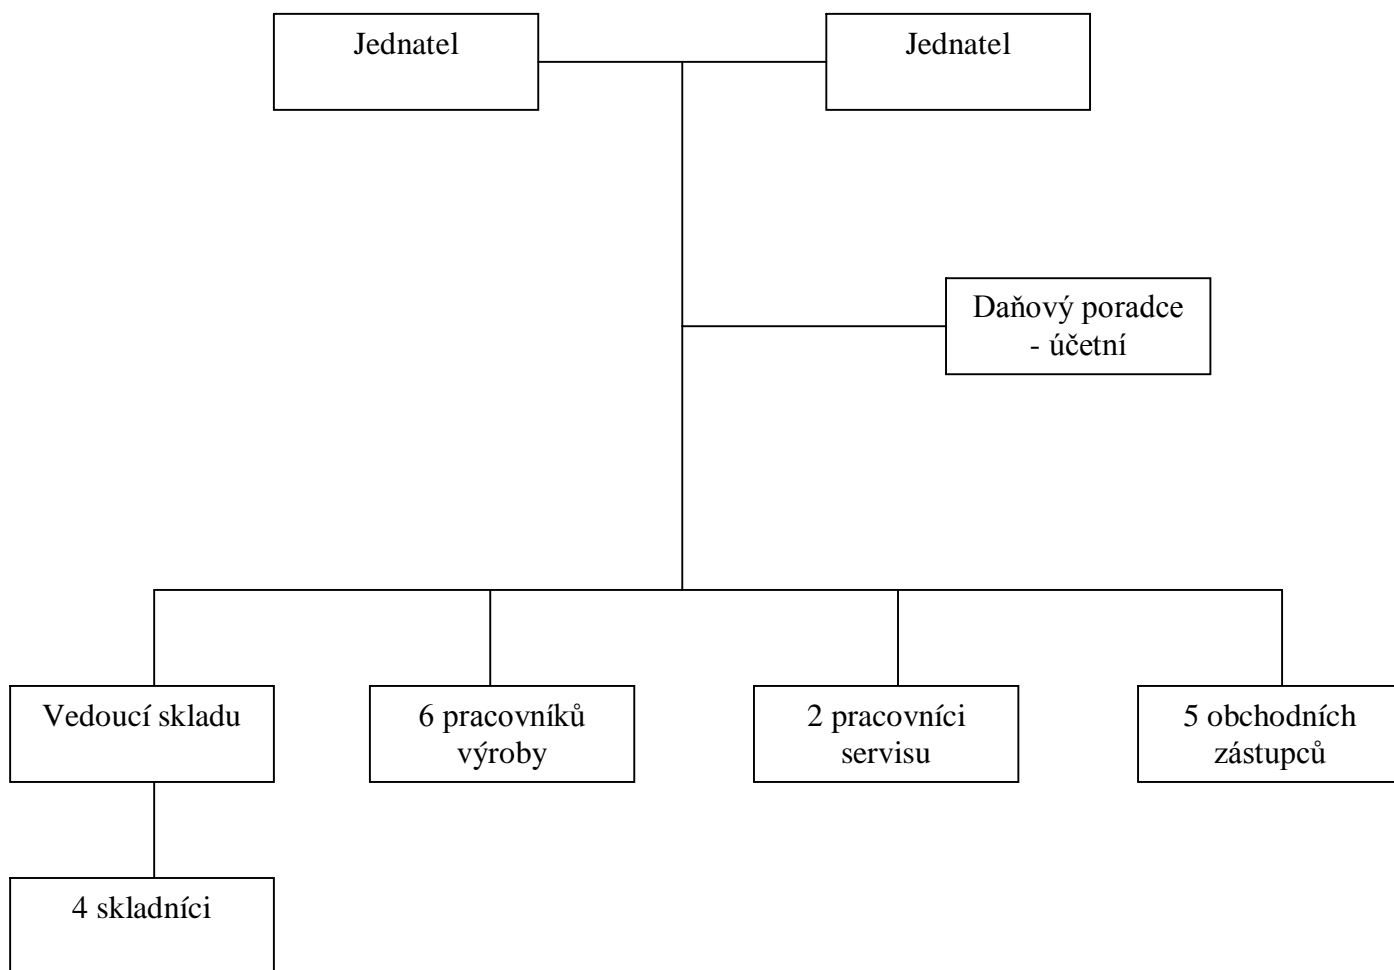 Jednatel
Jednatel
Daňový poradce
- účetní
Vedoucí skladu
6 pracovníků
výroby
2 pracovníci
servisu
5 obchodních
zástupců
4 skladníci